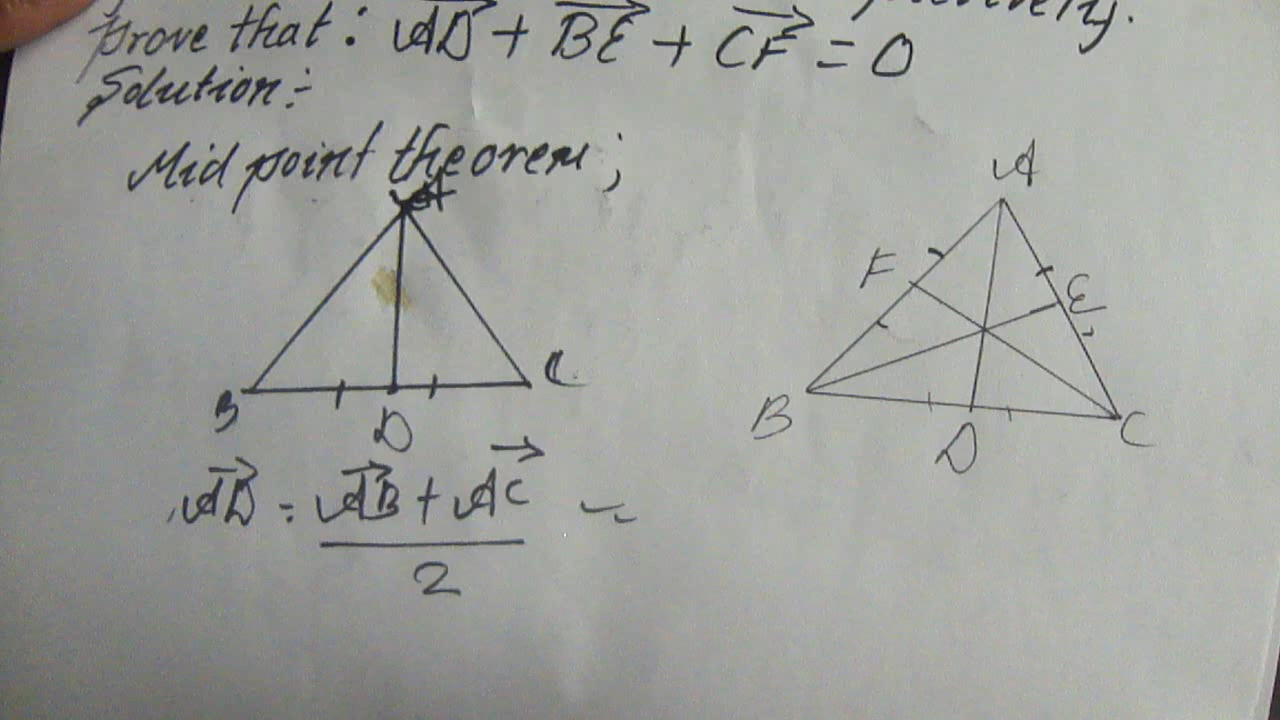 Prove that : AD + BE + CF = 0
Solution :-
Mid point theorem ;
A
B
D
C
A
F
E
B
D
C
AD = AB + AC
2